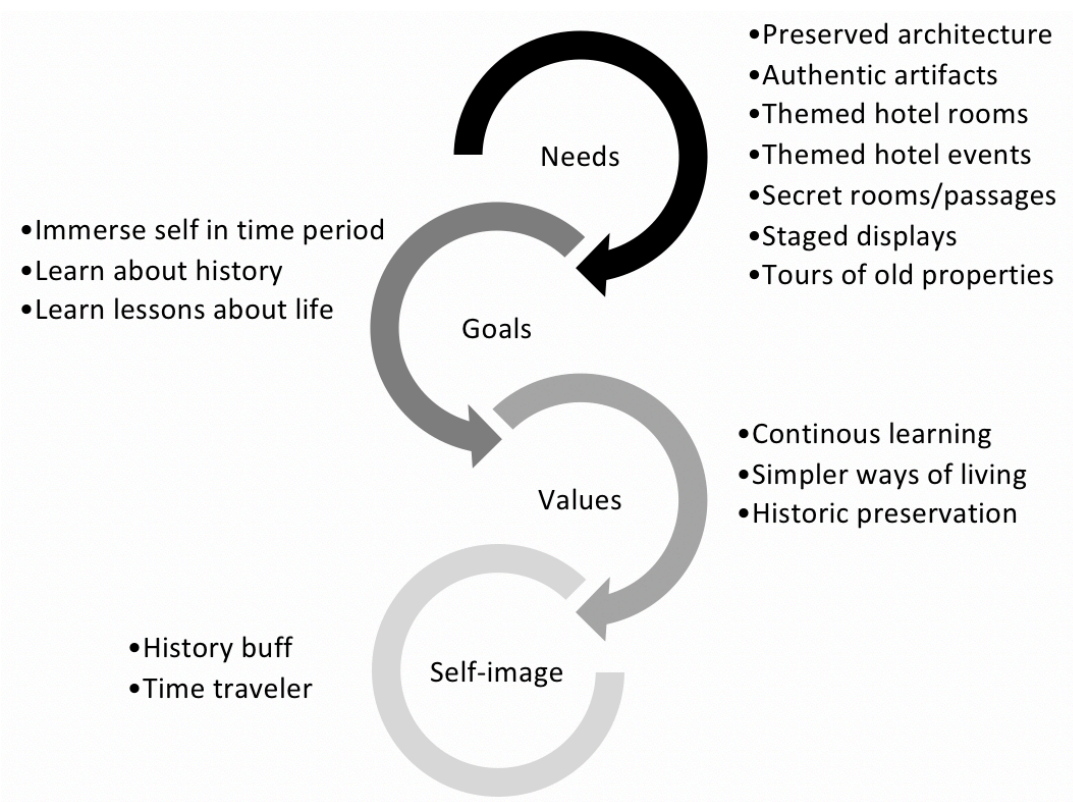 Needs
•Preserved architecture
•Authentic artifacts
•Themed hotel rooms
•Themed hotel events
•Secret rooms/passages
•Staged displays
•Tours of old properties
Goals
•Immerse self in time period
•Learn about history
•Learn lessons about life
Values
•Continous learning
•Simpler ways of living
•Historic preservation
Self-image
•History buff
•Time traveler